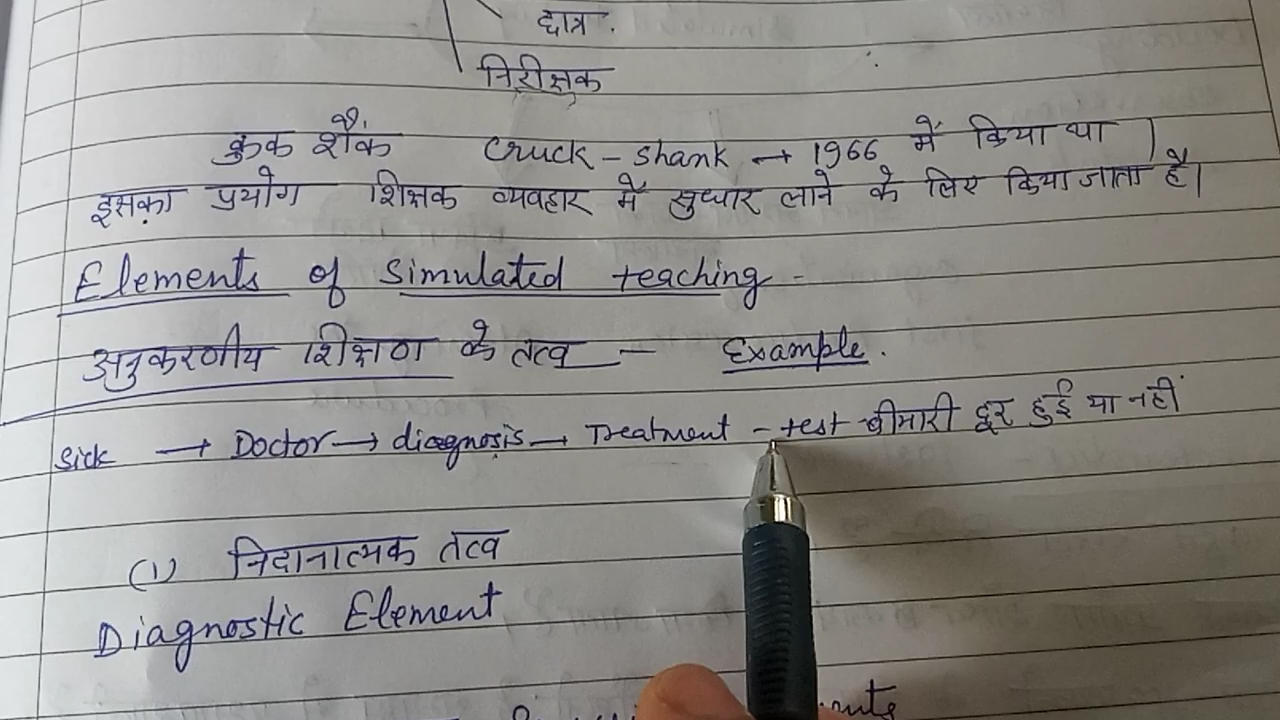 छात्र.
निरीक्षक
क्रुक शैंक Cruck-Shank → 1966 में किया था।
इसका प्रयोग शिक्षक व्यवहार में सुधार लाने के लिए किया जाता है।
Elements of Simulated teaching -
अनुकरणीय शिक्षण के तत्व — Example.
Sick → Doctor → diagnosis → Treatment - test बीमारी दूर हुई या नहीं
(1) निदानात्मक तत्व
Diagnostic Element